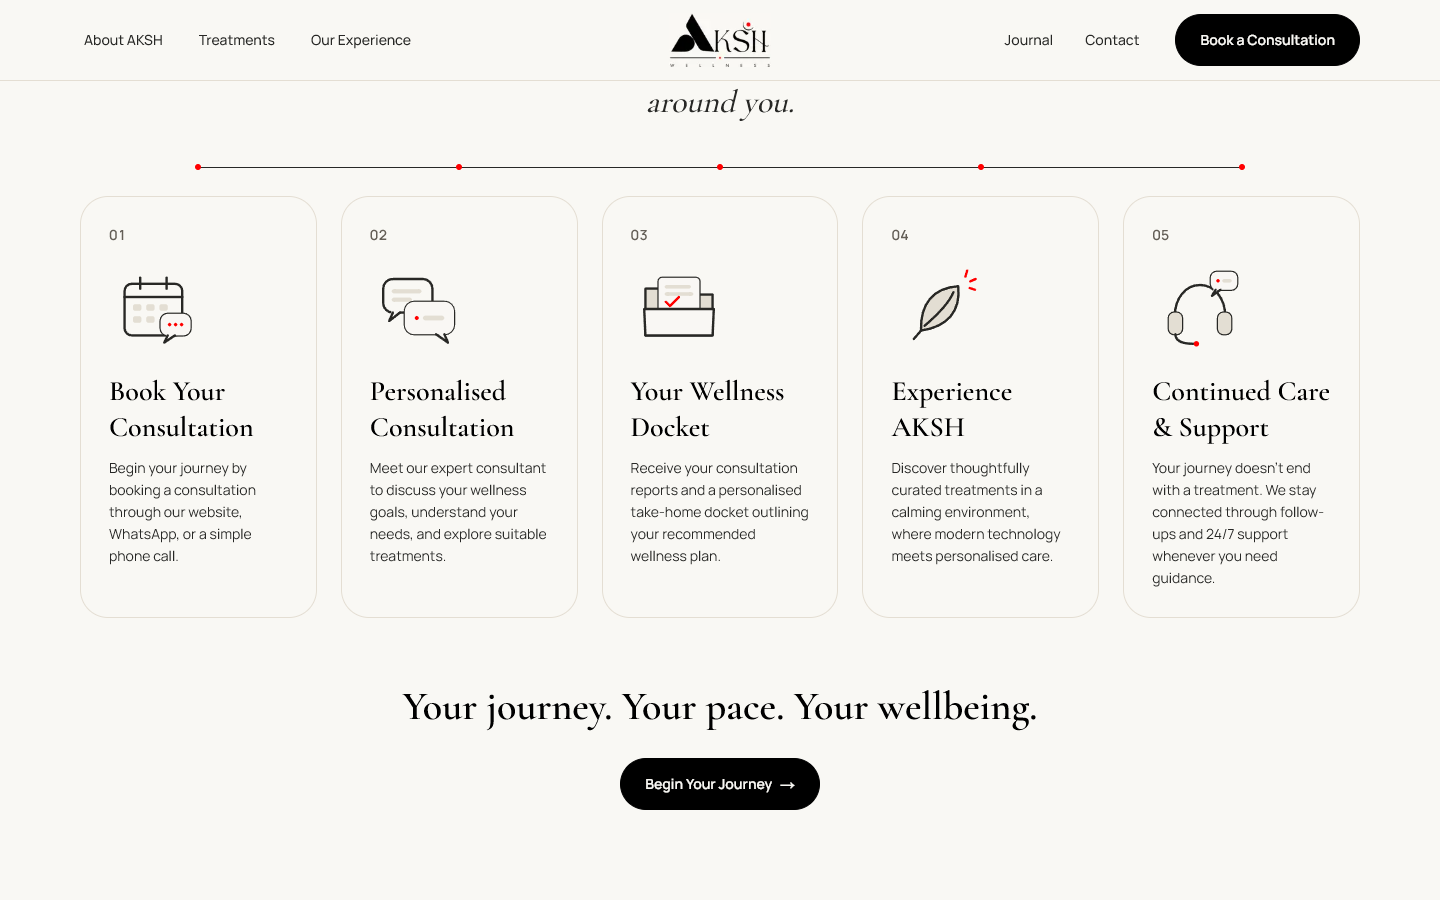 About AKSH
Treatments
Our Experience
AKSH
WELLNESS
Journal
Contact
Book a Consultation
around you.
01
Book Your
Consultation
Begin your journey by
booking a consultation
through our website,
WhatsApp, or a simple
phone call.
02
Personalised
Consultation
Meet our expert consultant
to discuss your wellness
goals, understand your
needs, and explore suitable
treatments.
03
Your Wellness
Docket
Receive your consultation
reports and a personalised
take-home docket outlining
your recommended
wellness plan.
04
Experience
AKSH
Discover thoughtfully
curated treatments in a
calming environment,
where modern technology
meets personalised care.
05
Continued Care
& Support
Your journey doesn't end
with a treatment. We stay
connected through follow-
ups and 24/7 support
whenever you need
guidance.
Your journey. Your pace. Your wellbeing.
Begin Your Journey →